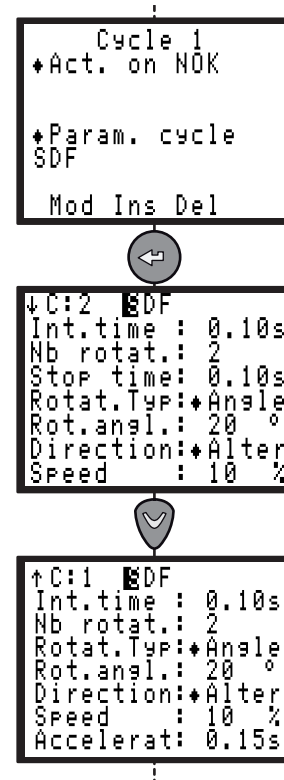 Cycle 1
♦Act. on NOK
♦Param. cycle
SDF
Mod Ins Del
↓C:2 SDF
Int.time : 0.10s
Nb rotat.: 2
Stop time: 0.10s
Rotat.Typ:♦Angle
Rot.angl.: 20 °
Direction:♦Alter
Speed : 10 %
↑C:1 SDF
Int.time : 0.10s
Nb rotat.: 2
Rotat.Typ:♦Angle
Rot.angl.: 20 °
Direction:♦Alter
Speed : 10 %
Accelerat: 0.15s